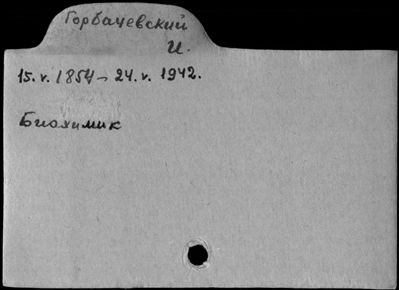 Горбачевский
И.
15. v. 1854 – 24. v. 1942.
Биохимик